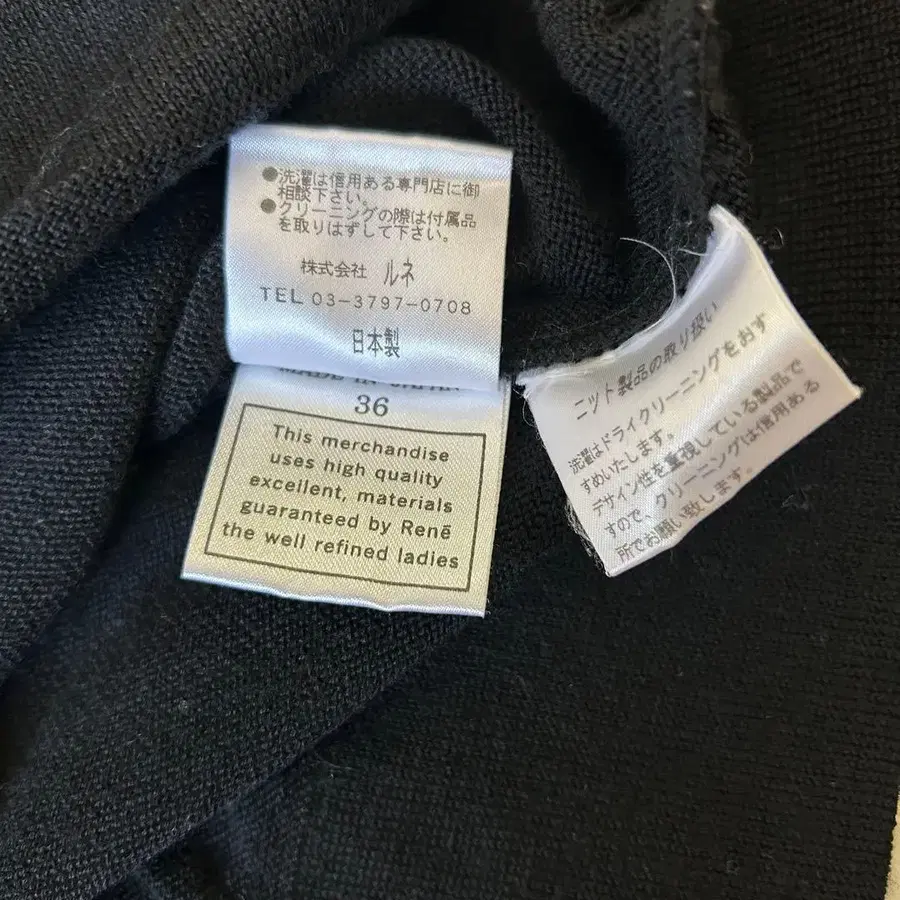 ●洗濯は信用ある専門店に御
相談下さい。
●クリーニングの際は付属品
を取りはずして下さい。
株式会社 ルネ
TEL 03-3797-0708
日本製
MADE IN JAPAN
36
This merchandise
uses high quality
excellent, materials
guaranteed by Renē
the well refined ladies
ニット製品の取り扱い
洗濯はドライクリーニングをおす
すめいたします。
デザイン性を重視している製品で
すので、クリーニングは信用ある
所でお願い致します。